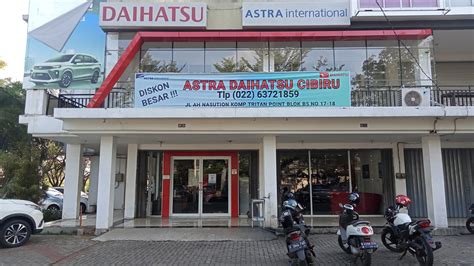 DAIHATSU
ASTRA international
DISKON
BESAR !!!
ASTRA DAIHATSU CIBIRU
Tlp (022) 63721859
JL AH NASUTION KOMP TRITAN POINT BLOK B5 NO 17-18